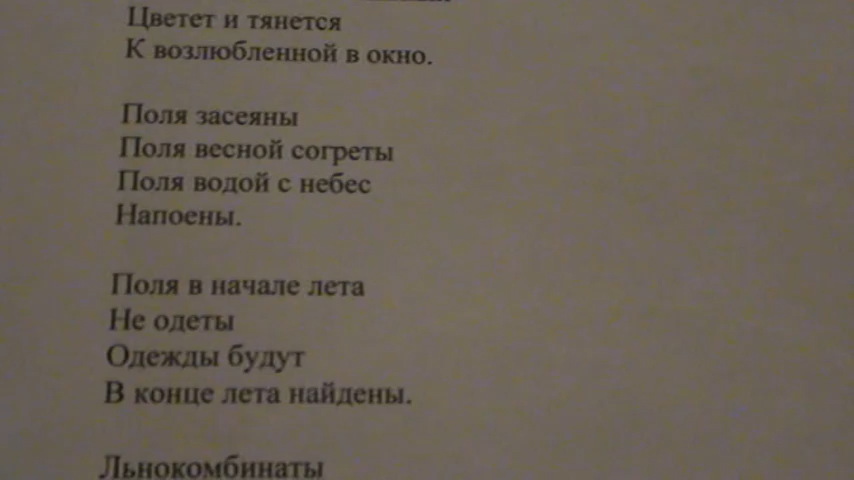 Цветет и тянется
К возлюбленной в окно.
Поля засеяны
Поля весной согреты
Поля водой с небес
Напоены.
Поля в начале лета
Не одеты
Одежды будут
В конце лета найдены.
Льнокомбинаты